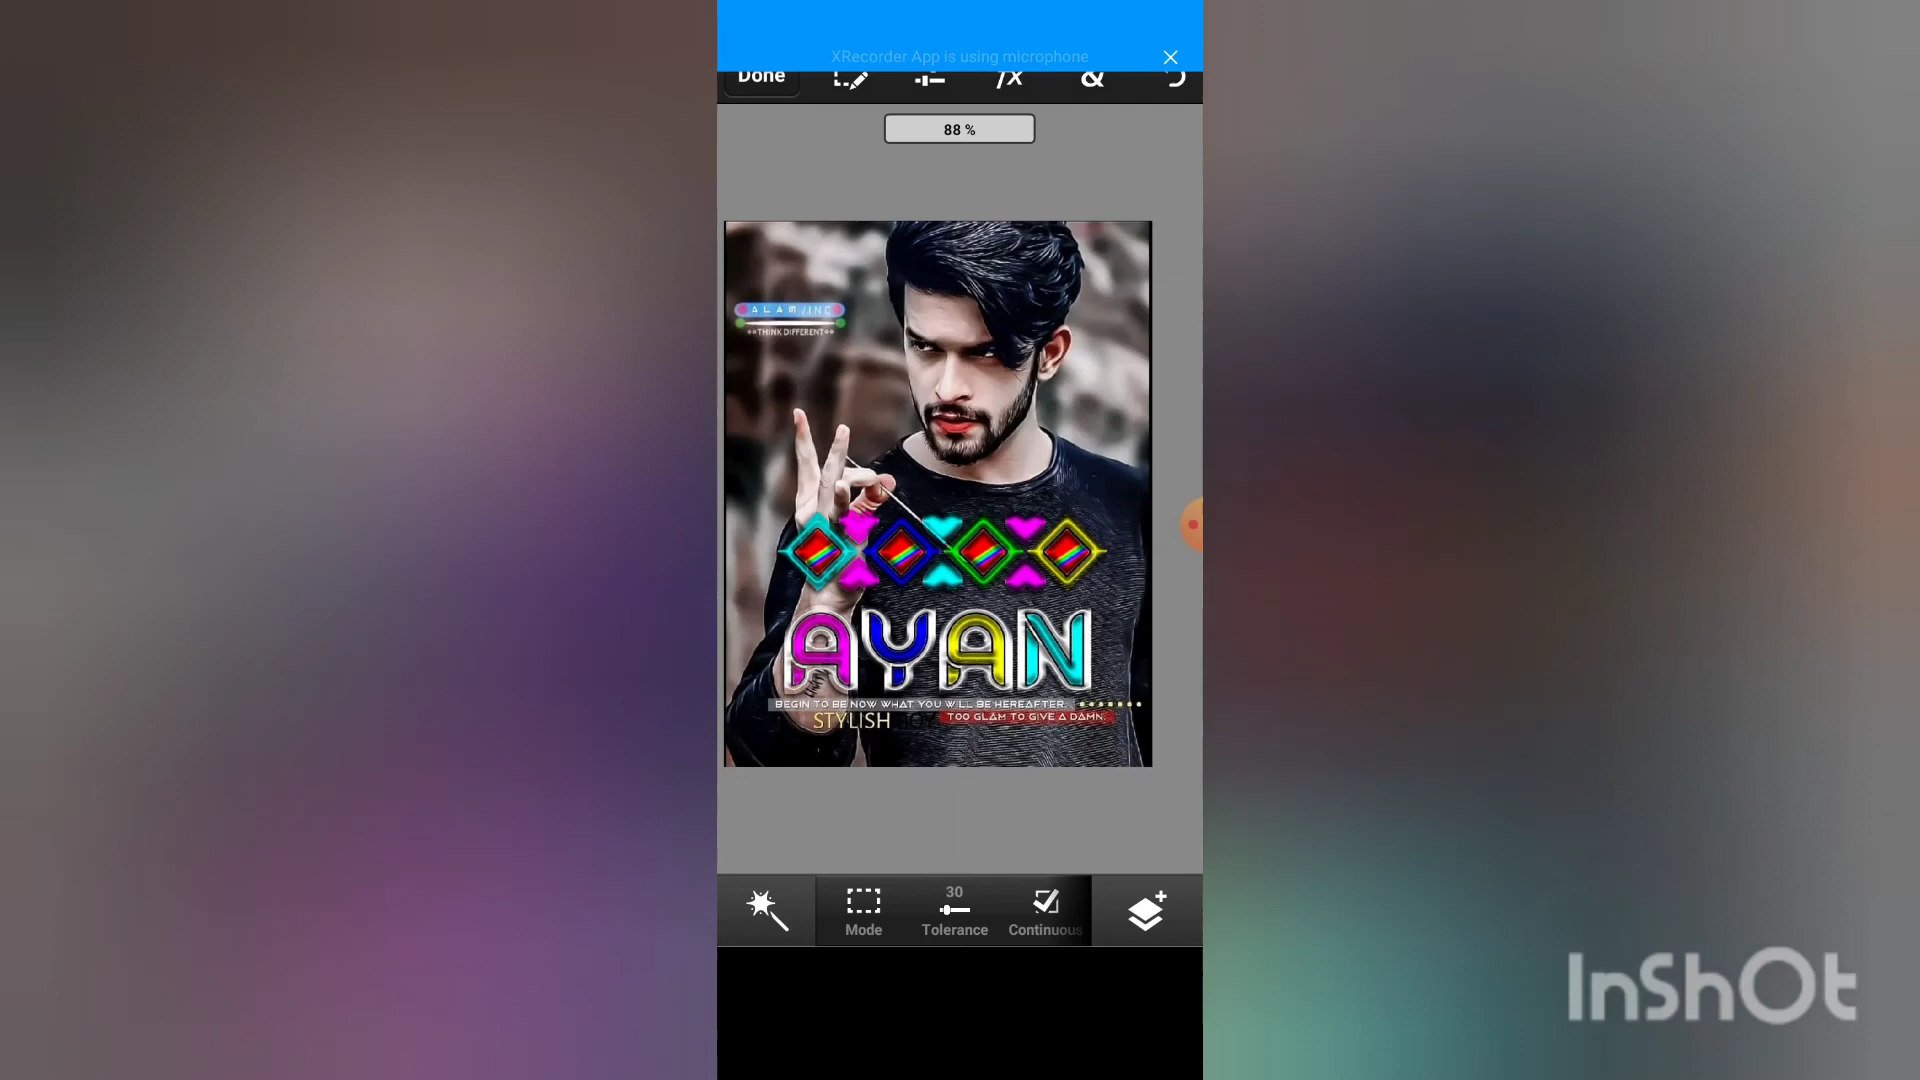 XRecorder App is using microphone
Done
fx
&
88 %
ALAM/INC
THINK DIFFERENT
AYAN
BEGIN TO BE NOW WHAT YOU WILL BE HEREAFTER.
STYLISH
TOO GLAM TO GIVE A DAMN.
30
Mode
Tolerance
Continuous
InShOt